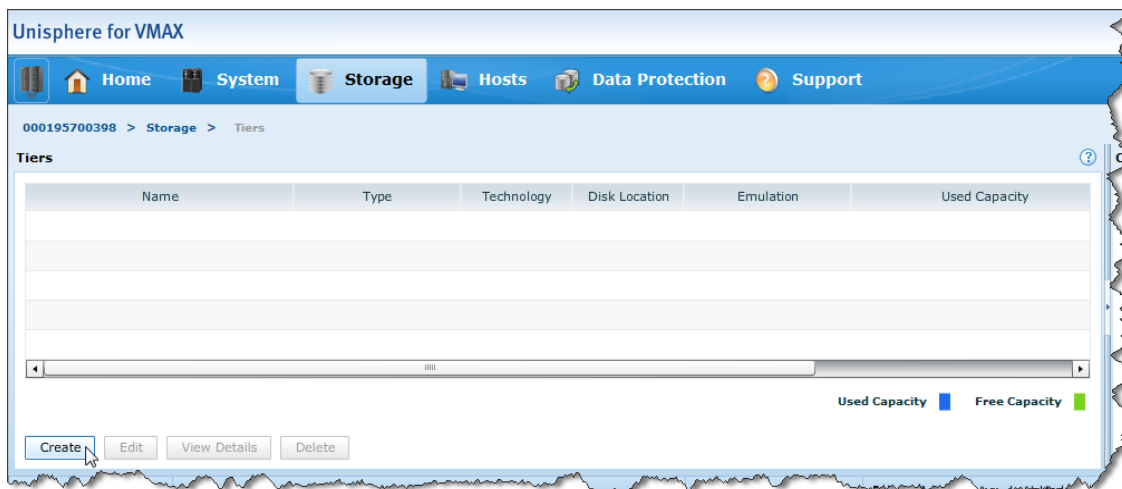 Unisphere for VMAX
Home System Storage Hosts Data Protection Support
000195700398 > Storage > Tiers
Tiers
Name Type Technology Disk Location Emulation Used Capacity
Used Capacity Free Capacity
Create Edit View Details Delete